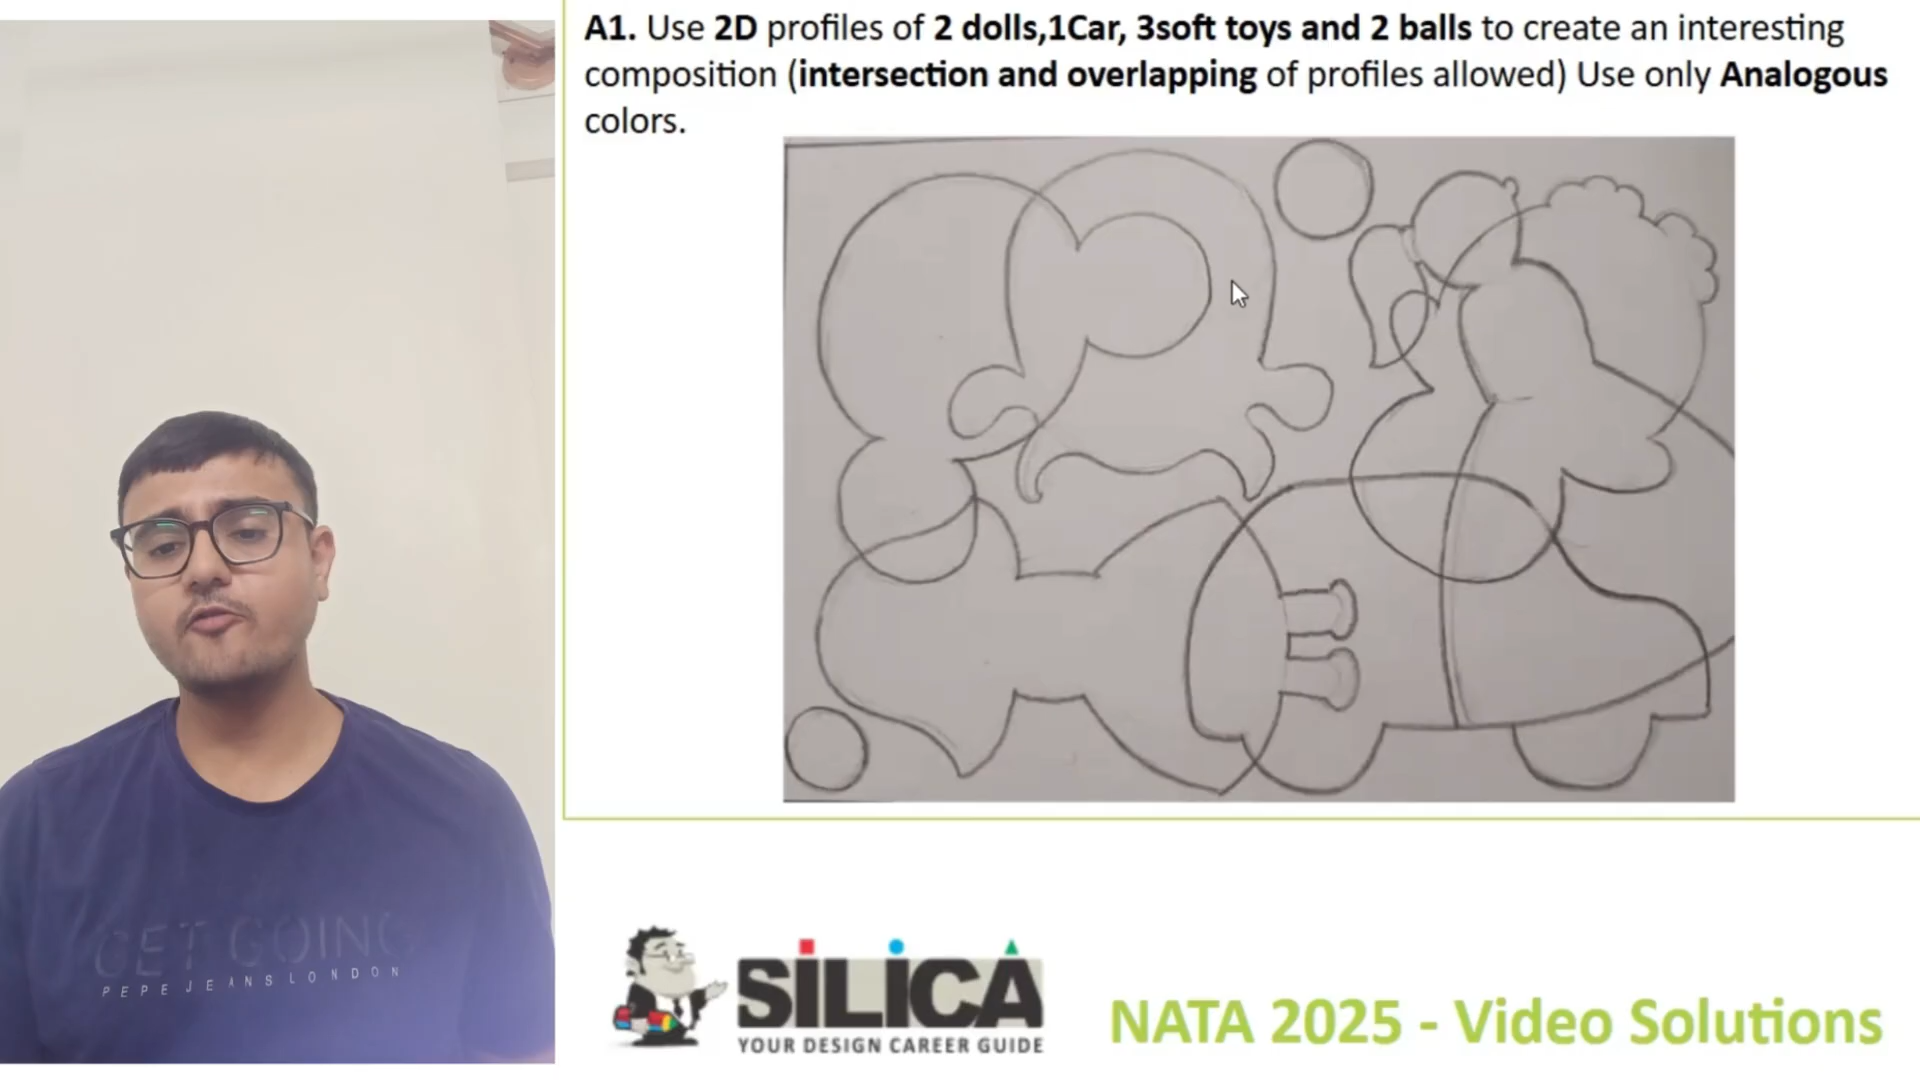 A1. Use 2D profiles of 2 dolls,1Car, 3soft toys and 2 balls to create an interesting
composition (intersection and overlapping of profiles allowed) Use only Analogous
colors.
GET GOING
PEPE JEANS LONDON
SILICA
YOUR DESIGN CAREER GUIDE
NATA 2025 - Video Solutions